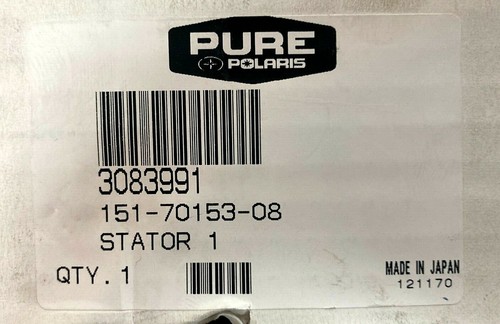 PURE
POLARIS
3083991
151-70153-08
STATOR 1
QTY. 1
MADE IN JAPAN
121170